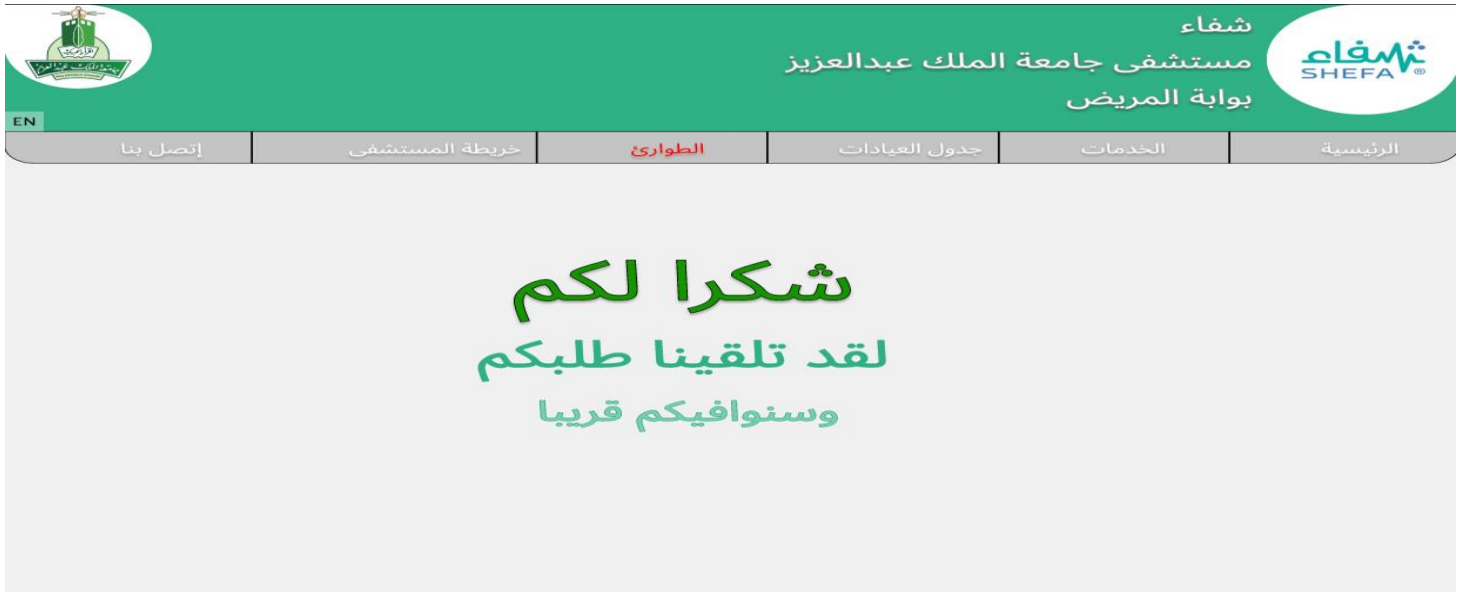 شفاء
مستشفى جامعة الملك عبدالعزيز
بوابة المريض
شفاء
SHEFA®
EN
الرئيسية
الخدمات
جدول العيادات
الطوارئ
خريطة المستشفى
إتصل بنا
شكرا لكم
لقد تلقينا طلبكم
وسنوافيكم قريبا